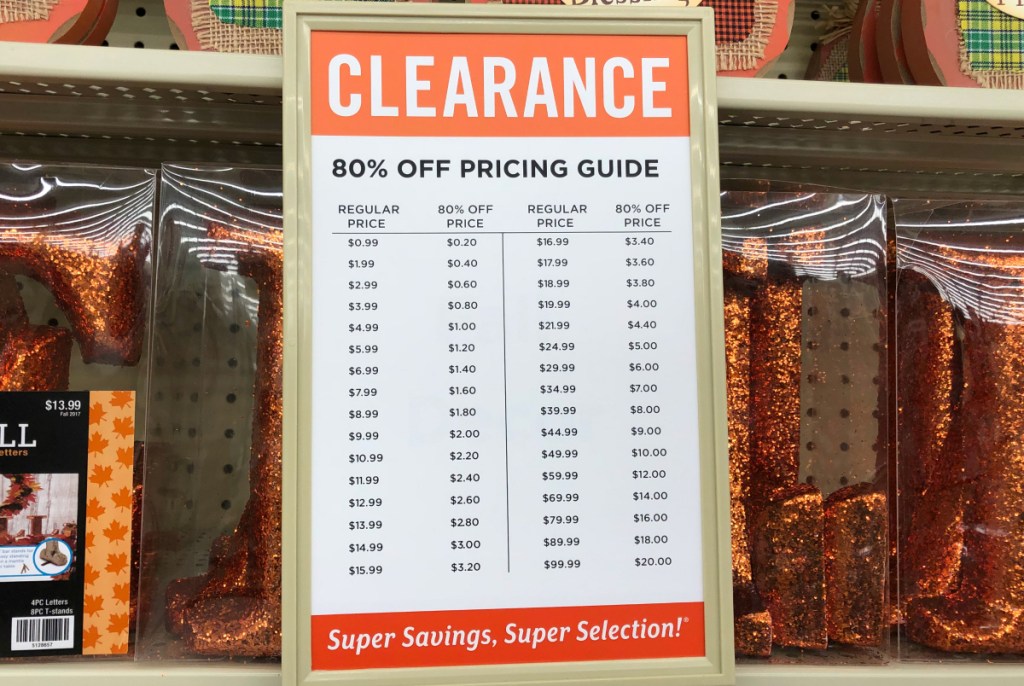 CLEARANCE
80% OFF PRICING GUIDE
REGULAR PRICE 80% OFF PRICE REGULAR PRICE 80% OFF PRICE
$0.99 $0.20 $16.99 $3.40
$1.99 $0.40 $17.99 $3.60
$2.99 $0.60 $18.99 $3.80
$3.99 $0.80 $19.99 $4.00
$4.99 $1.00 $21.99 $4.40
$5.99 $1.20 $24.99 $5.00
$6.99 $1.40 $29.99 $6.00
$7.99 $1.60 $34.99 $7.00
$8.99 $1.80 $39.99 $8.00
$9.99 $2.00 $44.99 $9.00
$10.99 $2.20 $49.99 $10.00
$11.99 $2.40 $59.99 $12.00
$12.99 $2.60 $69.99 $14.00
$13.99 $2.80 $79.99 $16.00
$14.99 $3.00 $89.99 $18.00
$15.99 $3.20 $99.99 $20.00
Super Savings, Super Selection!®
$13.99
Fall 2017
LL
etters
4PC Letters
8PC T-stands